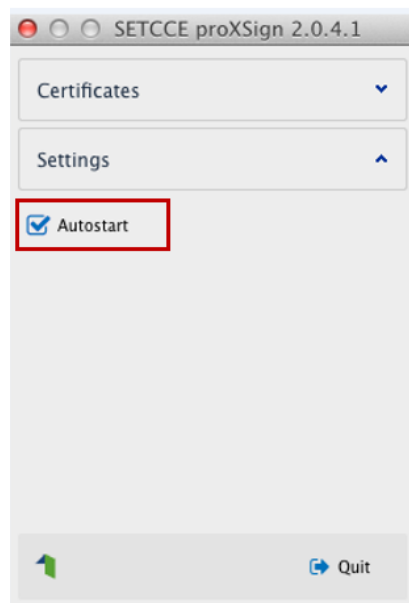 SETCCE proXSign 2.0.4.1
Certificates
Settings
Autostart
Quit